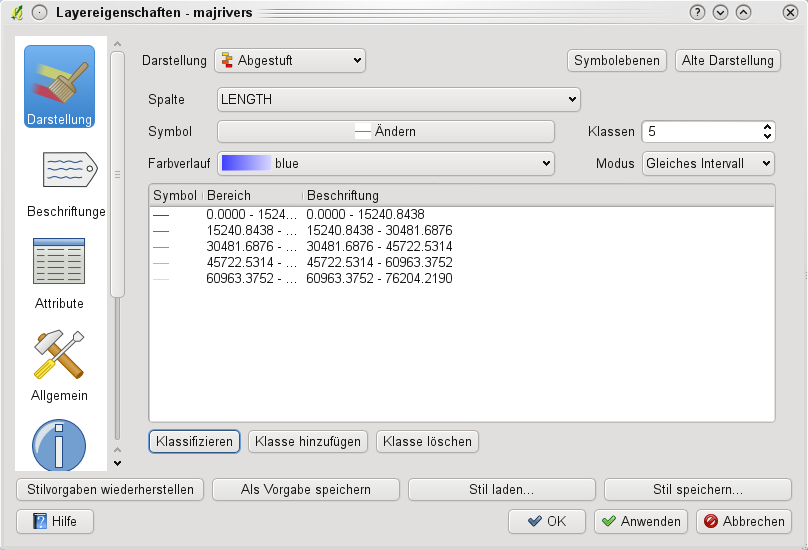 Layereigenschaften - majrivers
Darstellung
Beschriftunge
Attribute
Allgemein
Darstellung Abgestuft Symbolebenen Alte Darstellung
Spalte LENGTH
Symbol Ändern Klassen 5
Farbverlauf blue Modus Gleiches Intervall
Symbol Bereich Beschriftung
0.0000 - 1524... 0.0000 - 15240.8438
15240.8438 - ... 15240.8438 - 30481.6876
30481.6876 - ... 30481.6876 - 45722.5314
45722.5314 - ... 45722.5314 - 60963.3752
60963.3752 - ... 60963.3752 - 76204.2190
Klassifizieren Klasse hinzufügen Klasse löschen
Stilvorgaben wiederherstellen Als Vorgabe speichern Stil laden... Stil speichern...
Hilfe OK Anwenden Abbrechen